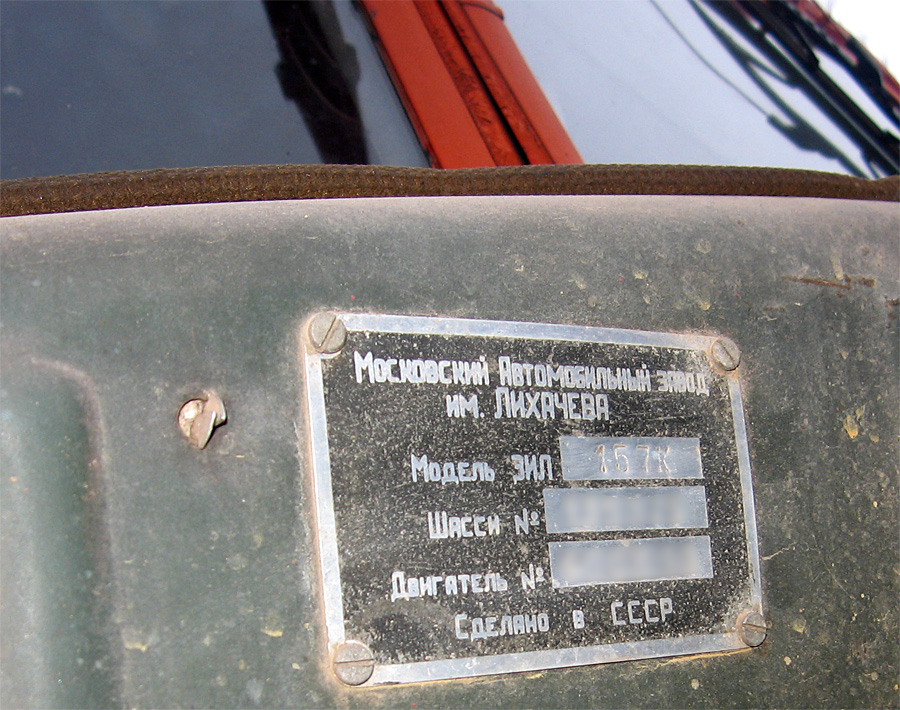 Московский Автомобильный завод
им. Лихачева
Модель ЗИЛ 157К
Шасси №
Двигатель №
Сделано в СССР